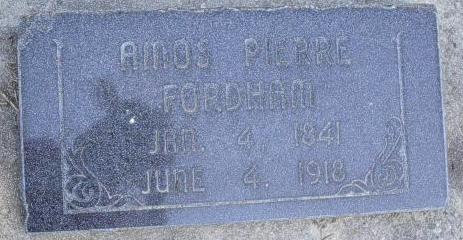 AMOS PIERRE
FORDHAM
JAN. 4, 1841
JUNE 4, 1918